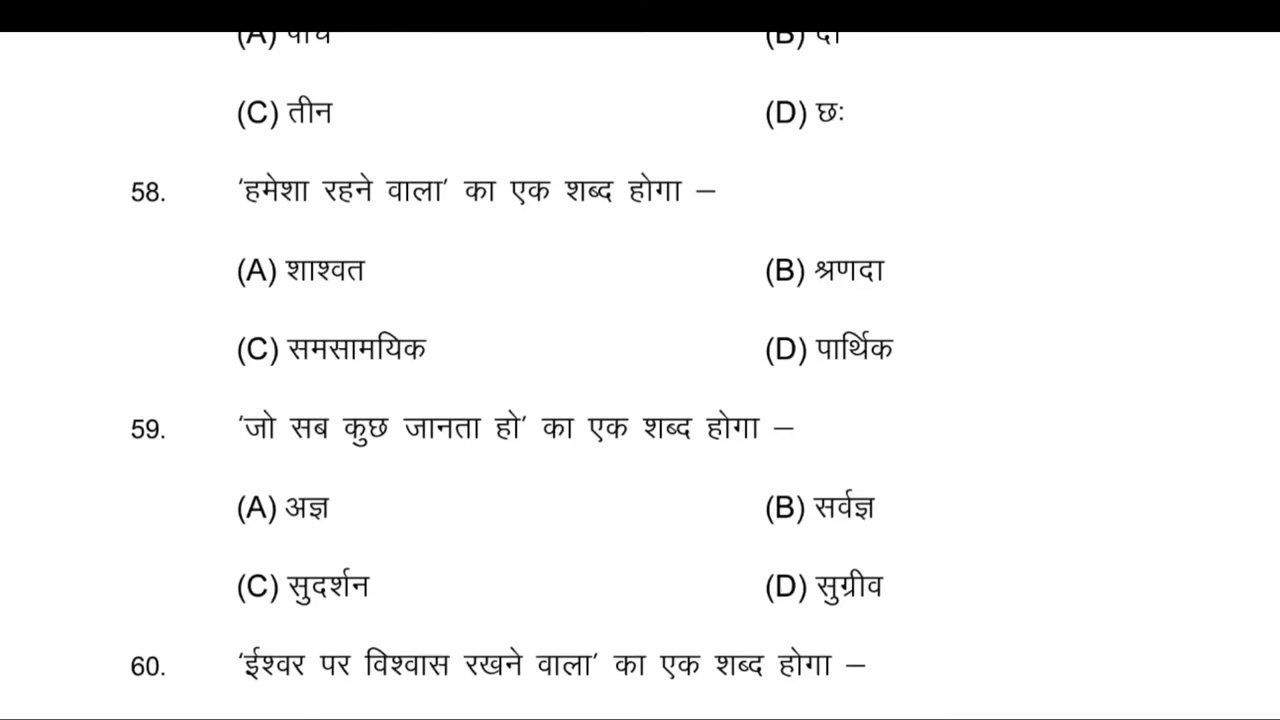 (A) पांच (B) दो
(C) तीन (D) छः
58. 'हमेशा रहने वाला' का एक शब्द होगा –
(A) शाश्वत (B) श्रणदा
(C) समसामयिक (D) पार्थिक
59. 'जो सब कुछ जानता हो' का एक शब्द होगा –
(A) अज्ञ (B) सर्वज्ञ
(C) सुदर्शन (D) सुग्रीव
60. 'ईश्वर पर विश्वास रखने वाला' का एक शब्द होगा –